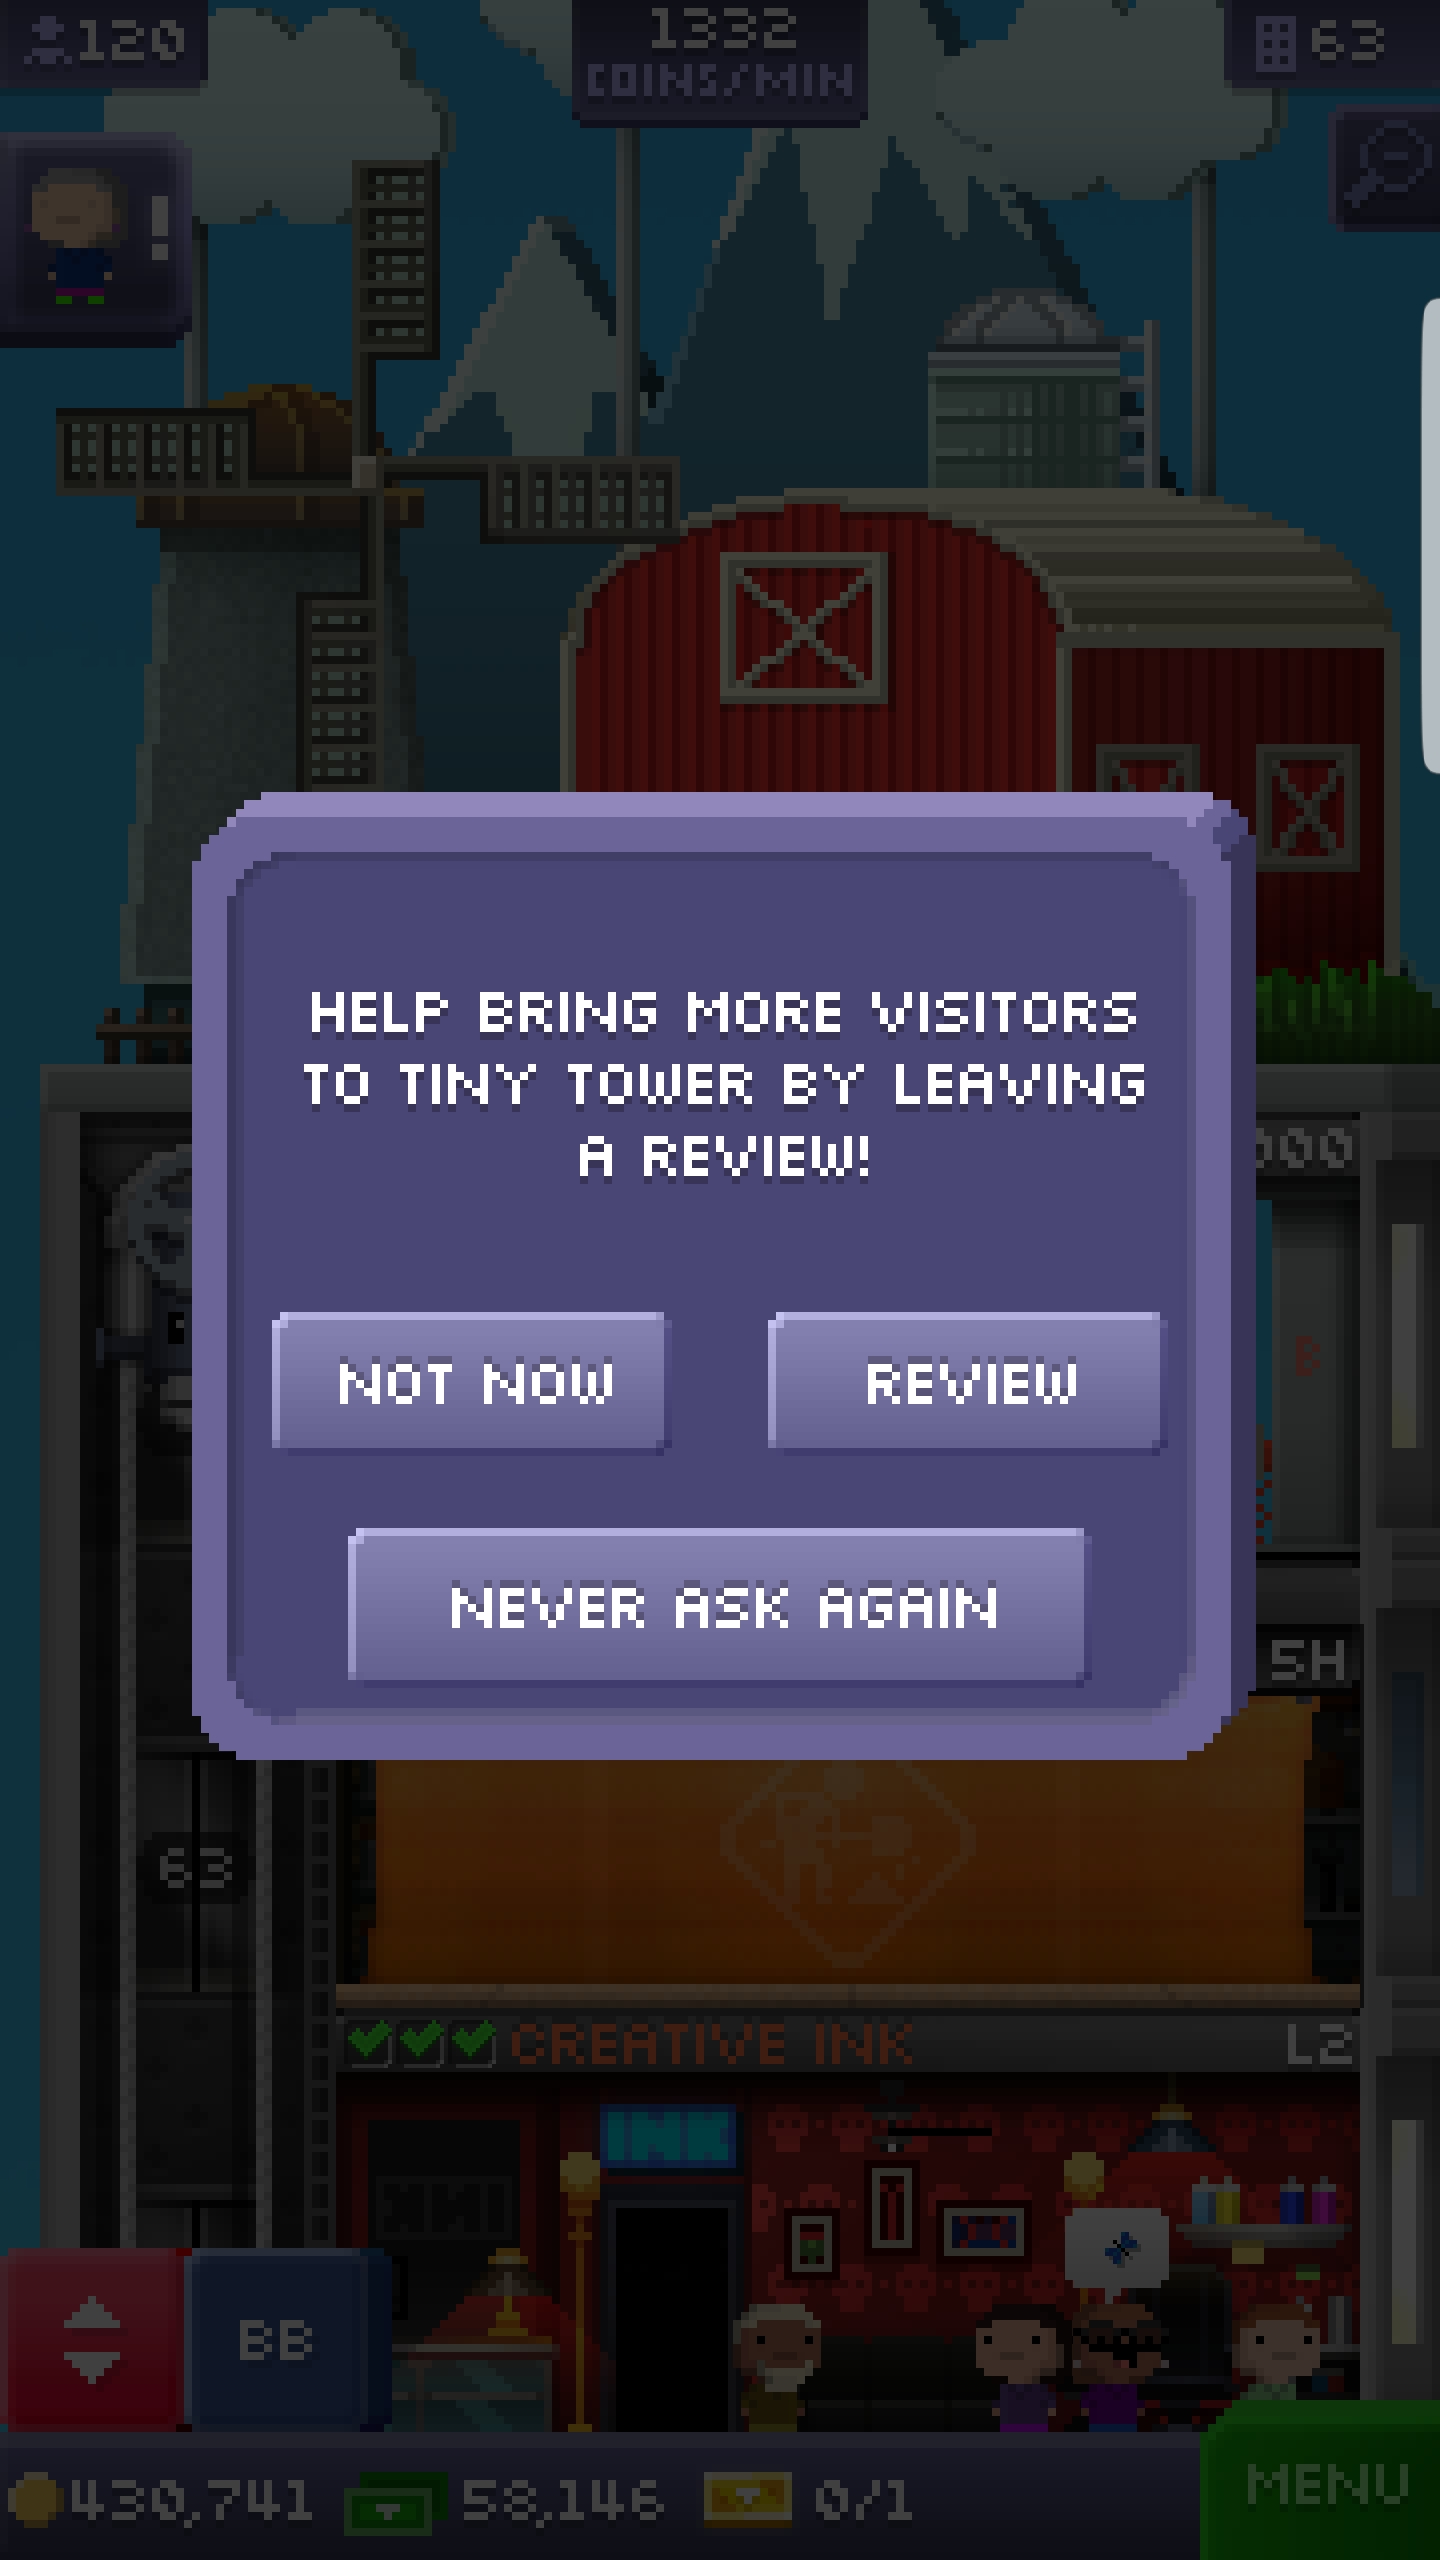 120
1332
COINS/MIN
63
!
HELP BRING MORE VISITORS
TO TINY TOWER BY LEAVING
A REVIEW!
000
NOT NOW
REVIEW
B
NEVER ASK AGAIN
5H
63
CREATIVE INK
L2
INK
BB
430,741
58,146
0/1
MENU